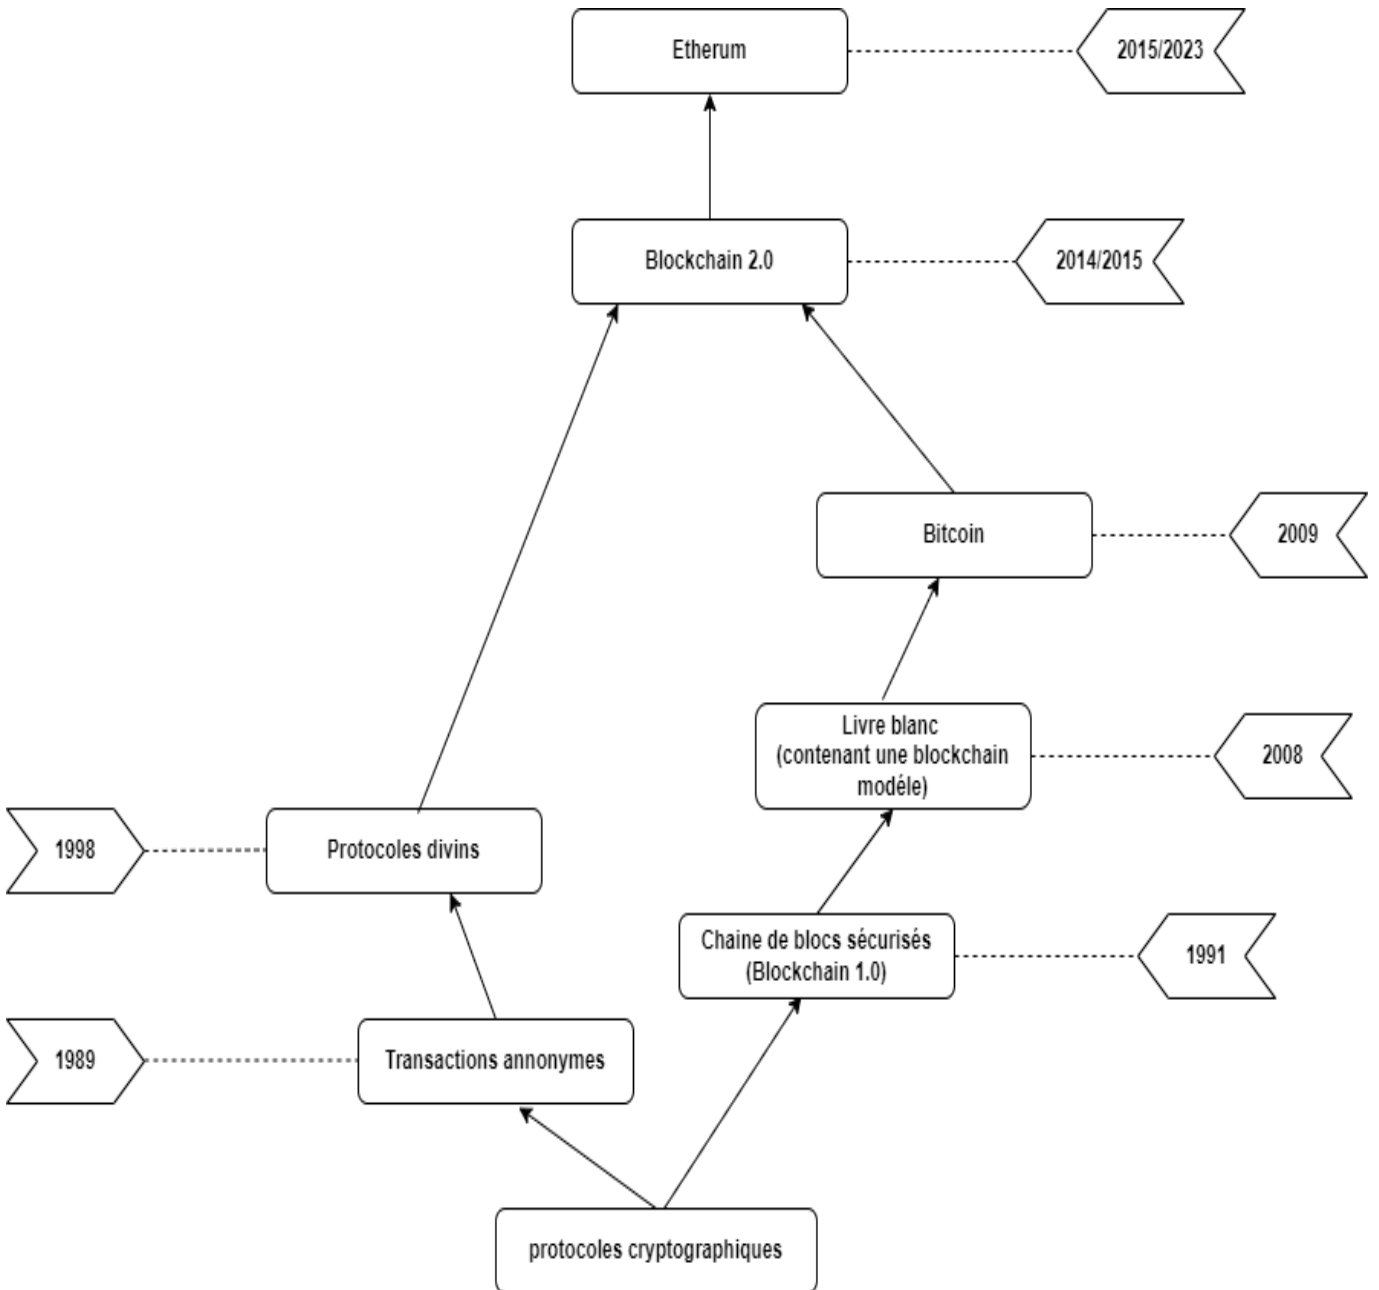 Etherum
2015/2023
Blockchain 2.0
2014/2015
Bitcoin
2009
Livre blanc
(contenant une blockchain
modéle)
2008
1998
Protocoles divins
Chaine de blocs sécurisés
(Blockchain 1.0)
1991
1989
Transactions annonymes
protocoles cryptographiques